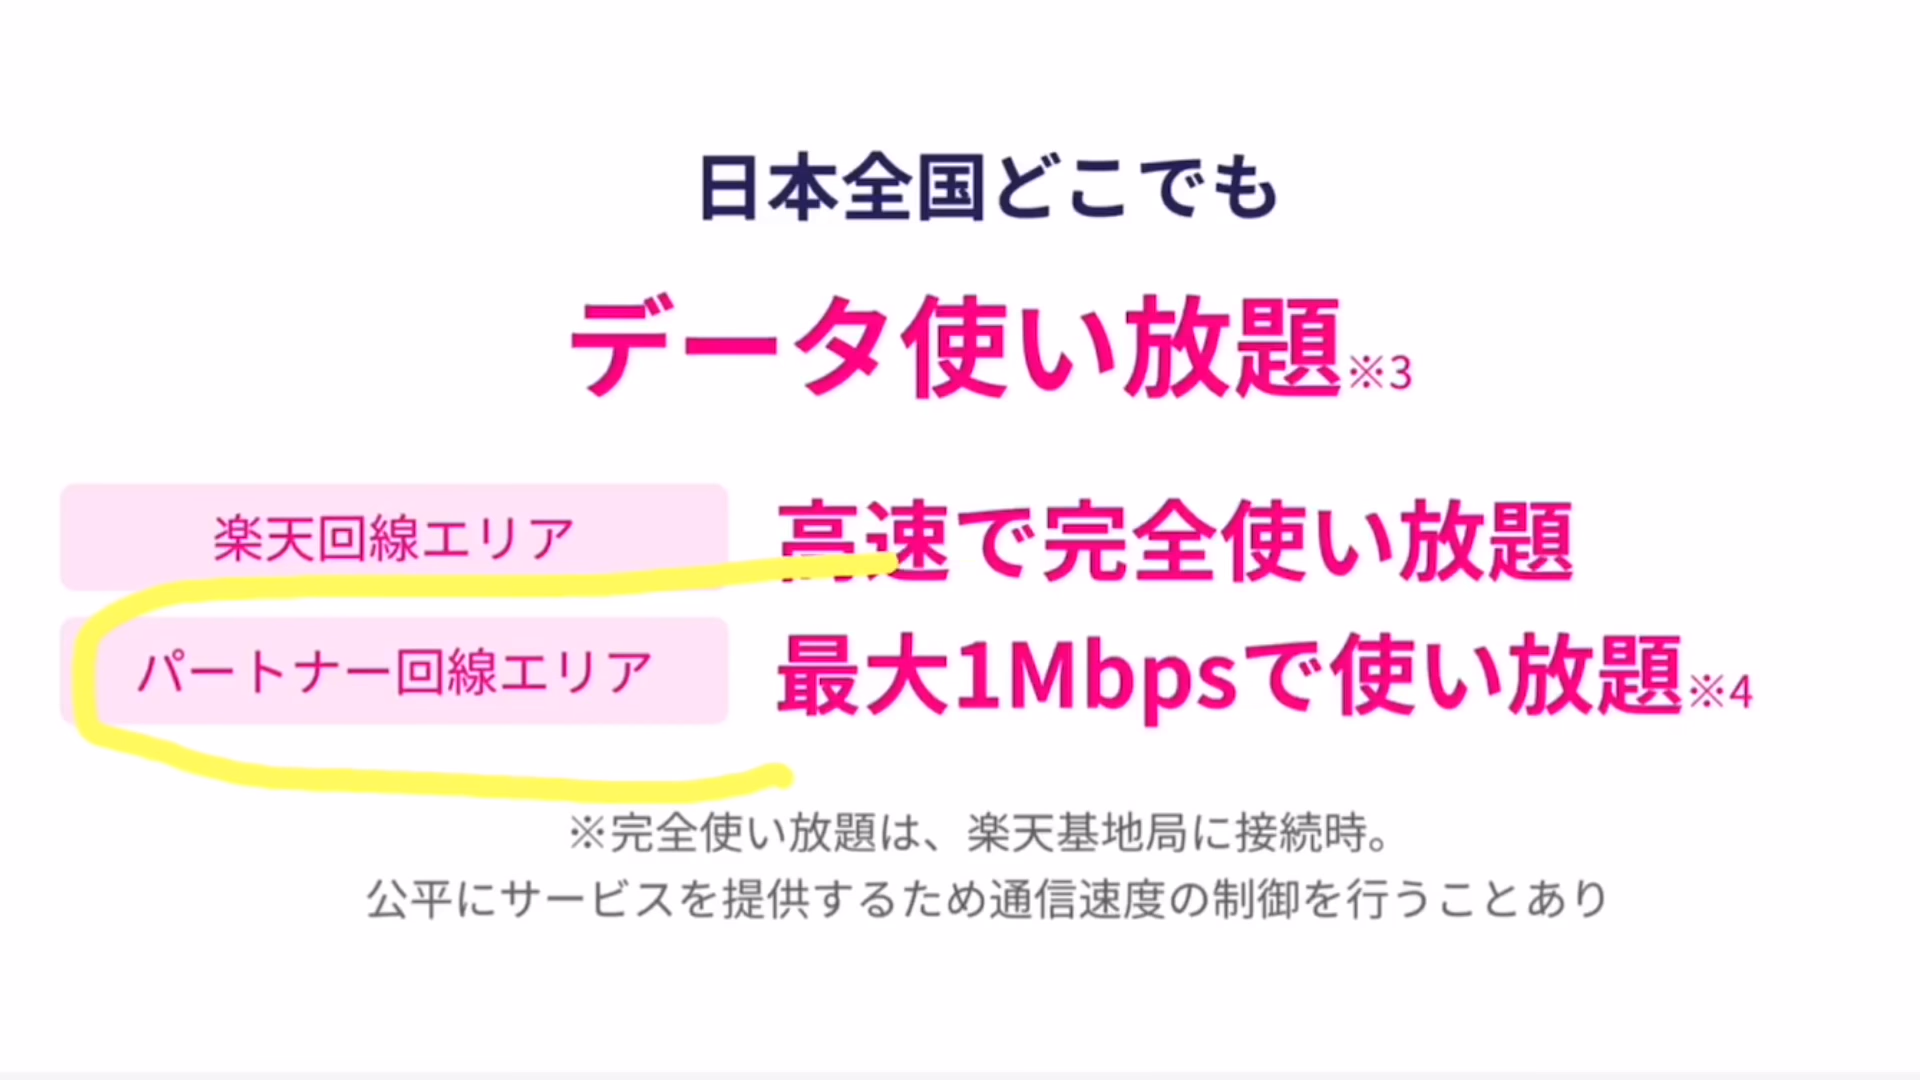 日本全国どこでも
データ使い放題※3
楽天回線エリア 高速で完全使い放題
パートナー回線エリア 最大1Mbpsで使い放題※4
※完全使い放題は、楽天基地局に接続時。
公平にサービスを提供するため通信速度の制御を行うことあり